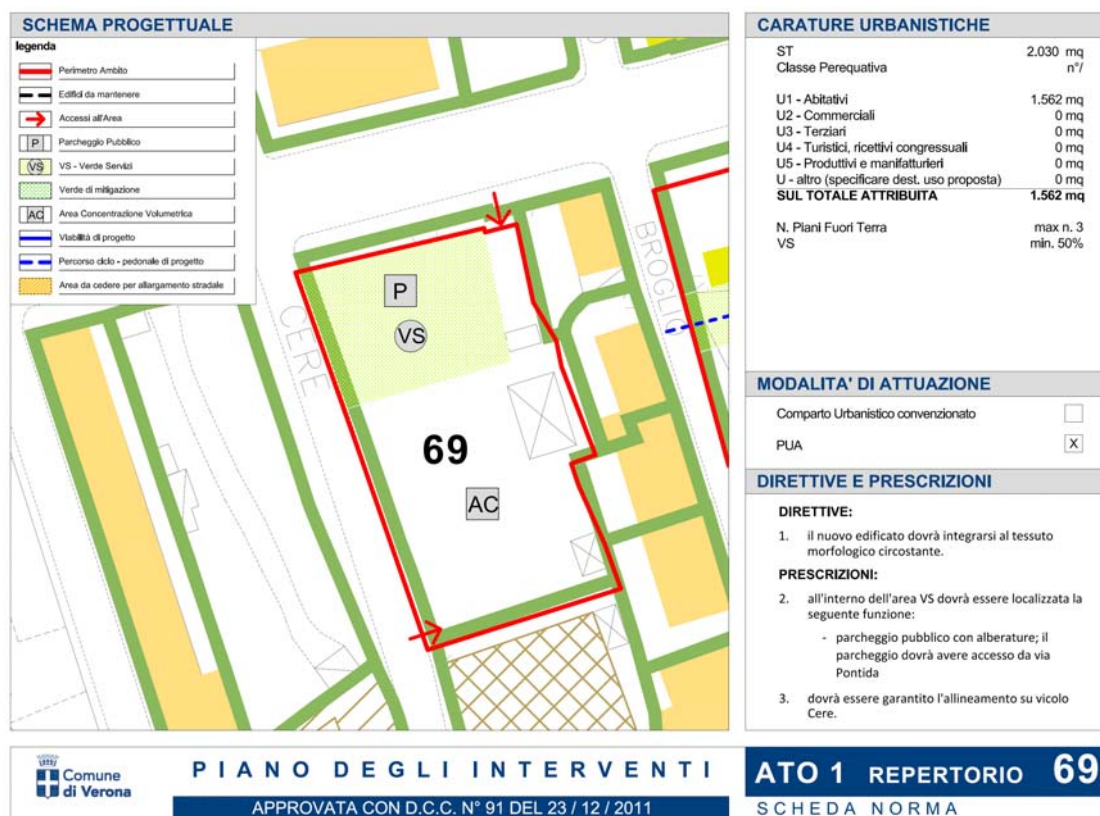 SCHEMA PROGETTUALE
legenda
Perimetro Ambito
Edifici da mantenere
Accessi all'Area
P Parcheggio Pubblico
VS VS - Verde Servizi
Verde di mitigazione
AC Area Concentrazione Volumetrica
Viabilità di progetto
Percorso ciclo - pedonale di progetto
Area da cedere per allargamento stradale
CERE
BROGLIO
P
VS
69
AC
CARATURE URBANISTICHE
ST 2.030 mq
Classe Perequativa n°/
U1 - Abitativi 1.562 mq
U2 - Commerciali 0 mq
U3 - Terziari 0 mq
U4 - Turistici, ricettivi congressuali 0 mq
U5 - Produttivi e manifatturieri 0 mq
U - altro (specificare dest. uso proposta) 0 mq
SUL TOTALE ATTRIBUITA 1.562 mq
N. Piani Fuori Terra max n. 3
VS min. 50%
MODALITA' DI ATTUAZIONE
Comparto Urbanistico convenzionato
PUA X
DIRETTIVE E PRESCRIZIONI
DIRETTIVE:
1. il nuovo edificato dovrà integrarsi al tessuto
morfologico circostante.
PRESCRIZIONI:
2. all'interno dell'area VS dovrà essere localizzata la
seguente funzione:
- parcheggio pubblico con alberature; il
parcheggio dovrà avere accesso da via
Pontida
3. dovrà essere garantito l'allineamento su vicolo
Cere.
Comune
di Verona
PIANO DEGLI INTERVENTI
APPROVATA CON D.C.C. N° 91 DEL 23 / 12 / 2011
ATO 1 REPERTORIO 69
SCHEDA NORMA